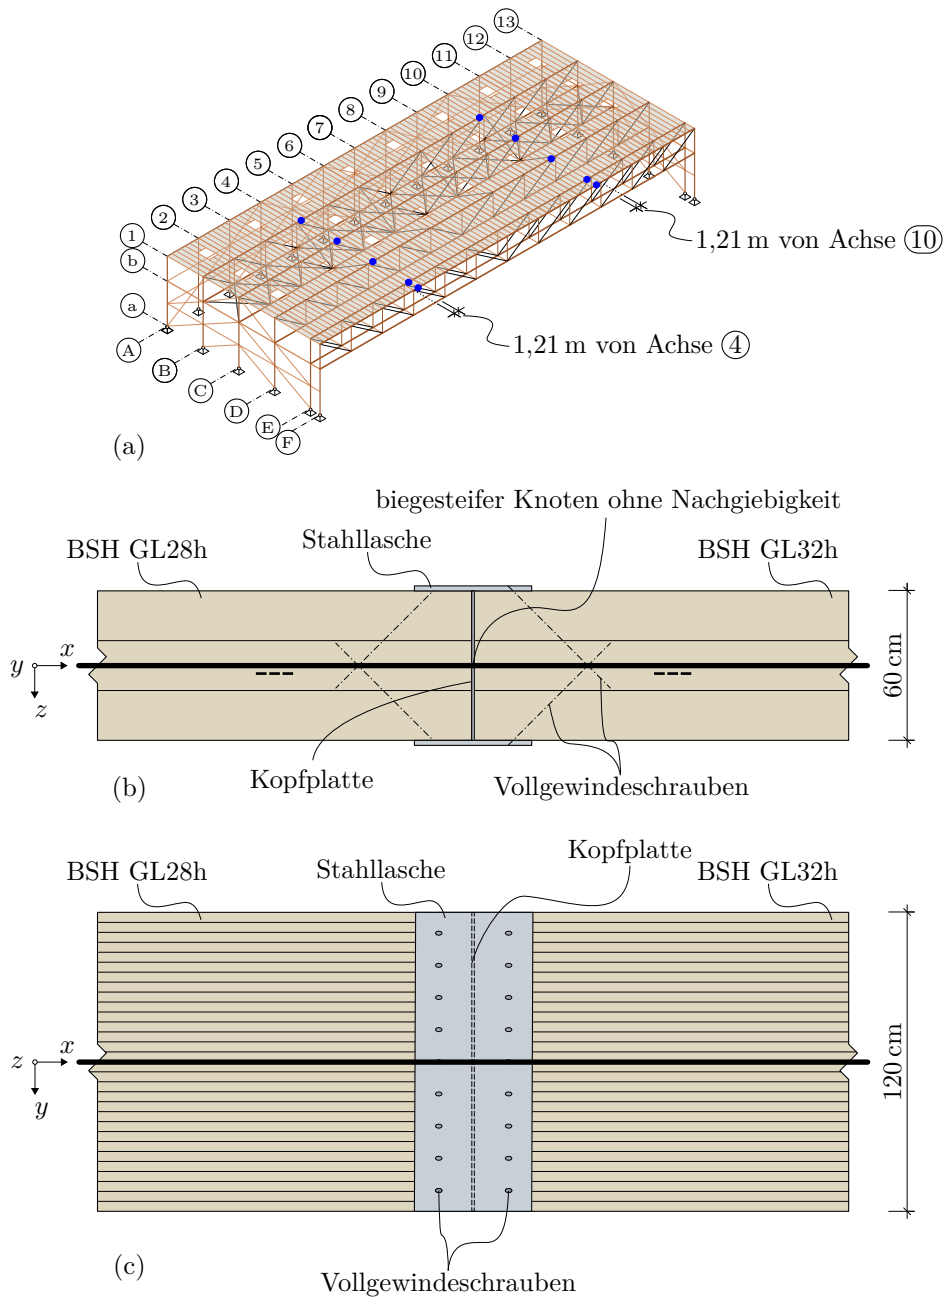 13
12
11
10
9
8
7
6
5
4
3
2
1
b
a
A
B
C
D
E
F
1,21 m von Achse 10
1,21 m von Achse 4
(a)
biegesteifer Knoten ohne Nachgiebigkeit
Stahllasche
BSH GL28h
BSH GL32h
y
x
z
60 cm
Kopfplatte
Vollgewindeschrauben
(b)
Kopfplatte
BSH GL28h
Stahllasche
BSH GL32h
z
x
y
120 cm
(c)
Vollgewindeschrauben